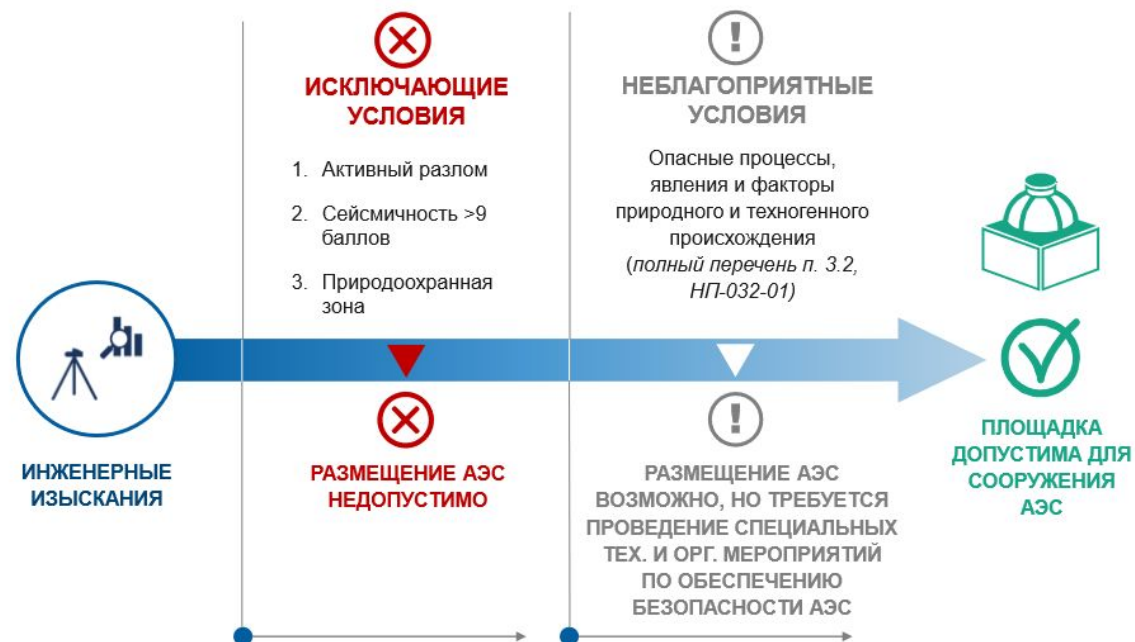 ИСКЛЮЧАЮЩИЕ
УСЛОВИЯ
1. Активный разлом
2. Сейсмичность >9
баллов
3. Природоохранная
зона
НЕБЛАГОПРИЯТНЫЕ
УСЛОВИЯ
Опасные процессы,
явления и факторы
природного и техногенного
происхождения
(полный перечень п. 3.2,
НП-032-01)
ИНЖЕНЕРНЫЕ
ИЗЫСКАНИЯ
РАЗМЕЩЕНИЕ АЭС
НЕДОПУСТИМО
РАЗМЕЩЕНИЕ АЭС
ВОЗМОЖНО, НО ТРЕБУЕТСЯ
ПРОВЕДЕНИЕ СПЕЦИАЛЬНЫХ
ТЕХ. И ОРГ. МЕРОПРИЯТИЙ
ПО ОБЕСПЕЧЕНИЮ
БЕЗОПАСНОСТИ АЭС
ПЛОЩАДКА
ДОПУСТИМА ДЛЯ
СООРУЖЕНИЯ
АЭС